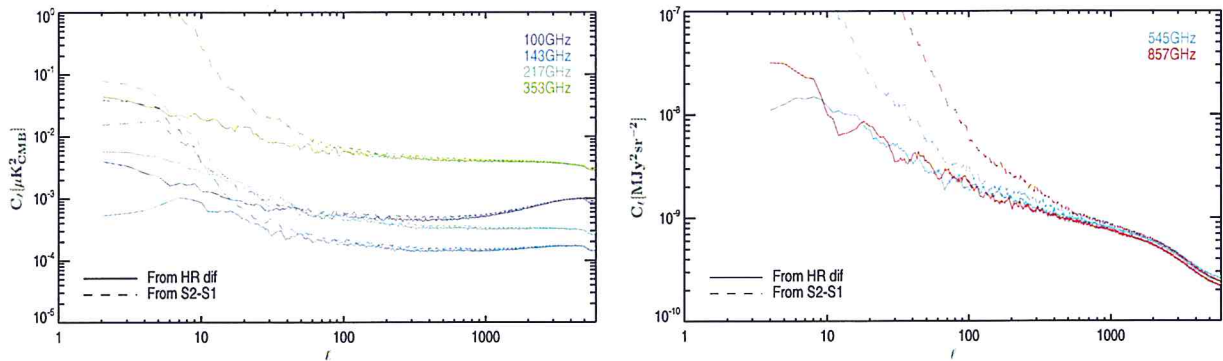 10⁰
10⁻¹
10⁻²
10⁻³
10⁻⁴
10⁻⁵
C_ℓ[μK²_CMB]
100GHz
143GHz
217GHz
353GHz
From HR dif
From S2-S1
1 10 100 1000
ℓ
10⁻⁷
10⁻⁸
10⁻⁹
10⁻¹⁰
C_ℓ[MJy²sr⁻²]
545GHz
857GHz
From HR dif
From S2-S1
1 10 100 1000
ℓ